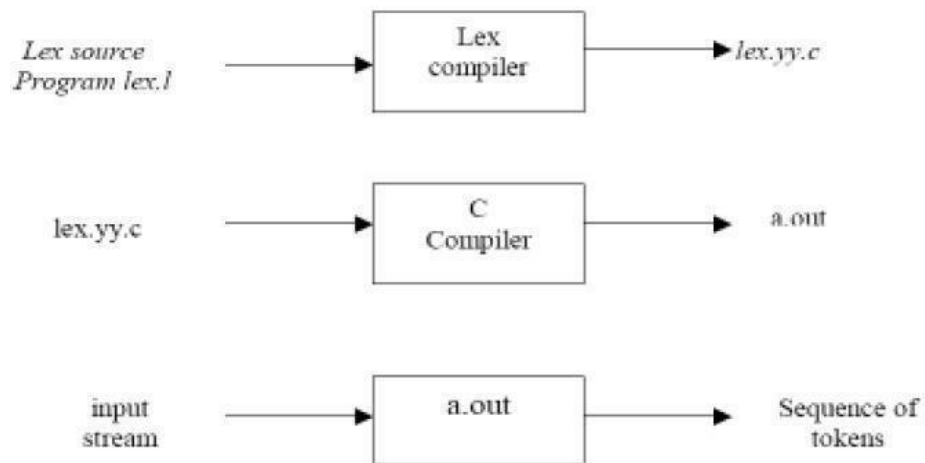 Lex source
Program lex.l
Lex
compiler
lex.yy.c
lex.yy.c
C
Compiler
a.out
input
stream
a.out
Sequence of
tokens